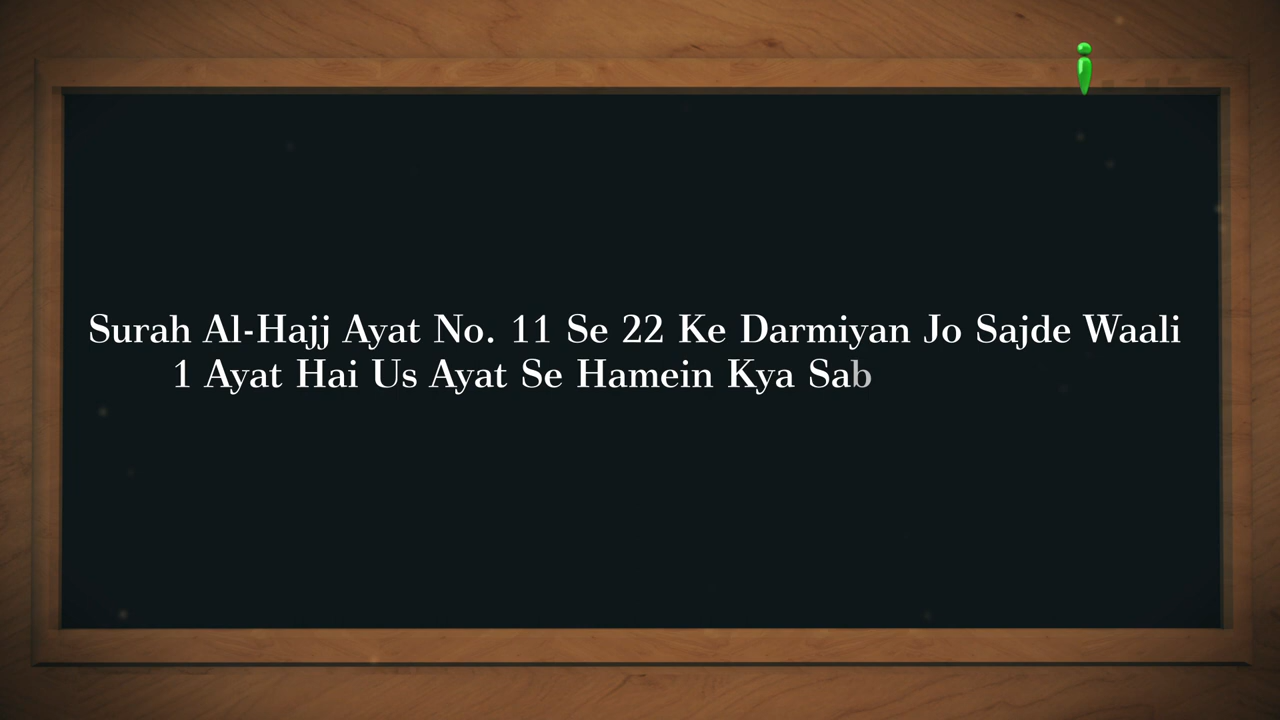 Surah Al-Hajj Ayat No. 11 Se 22 Ke Darmiyan Jo Sajde Waali
1 Ayat Hai Us Ayat Se Hamein Kya Sab